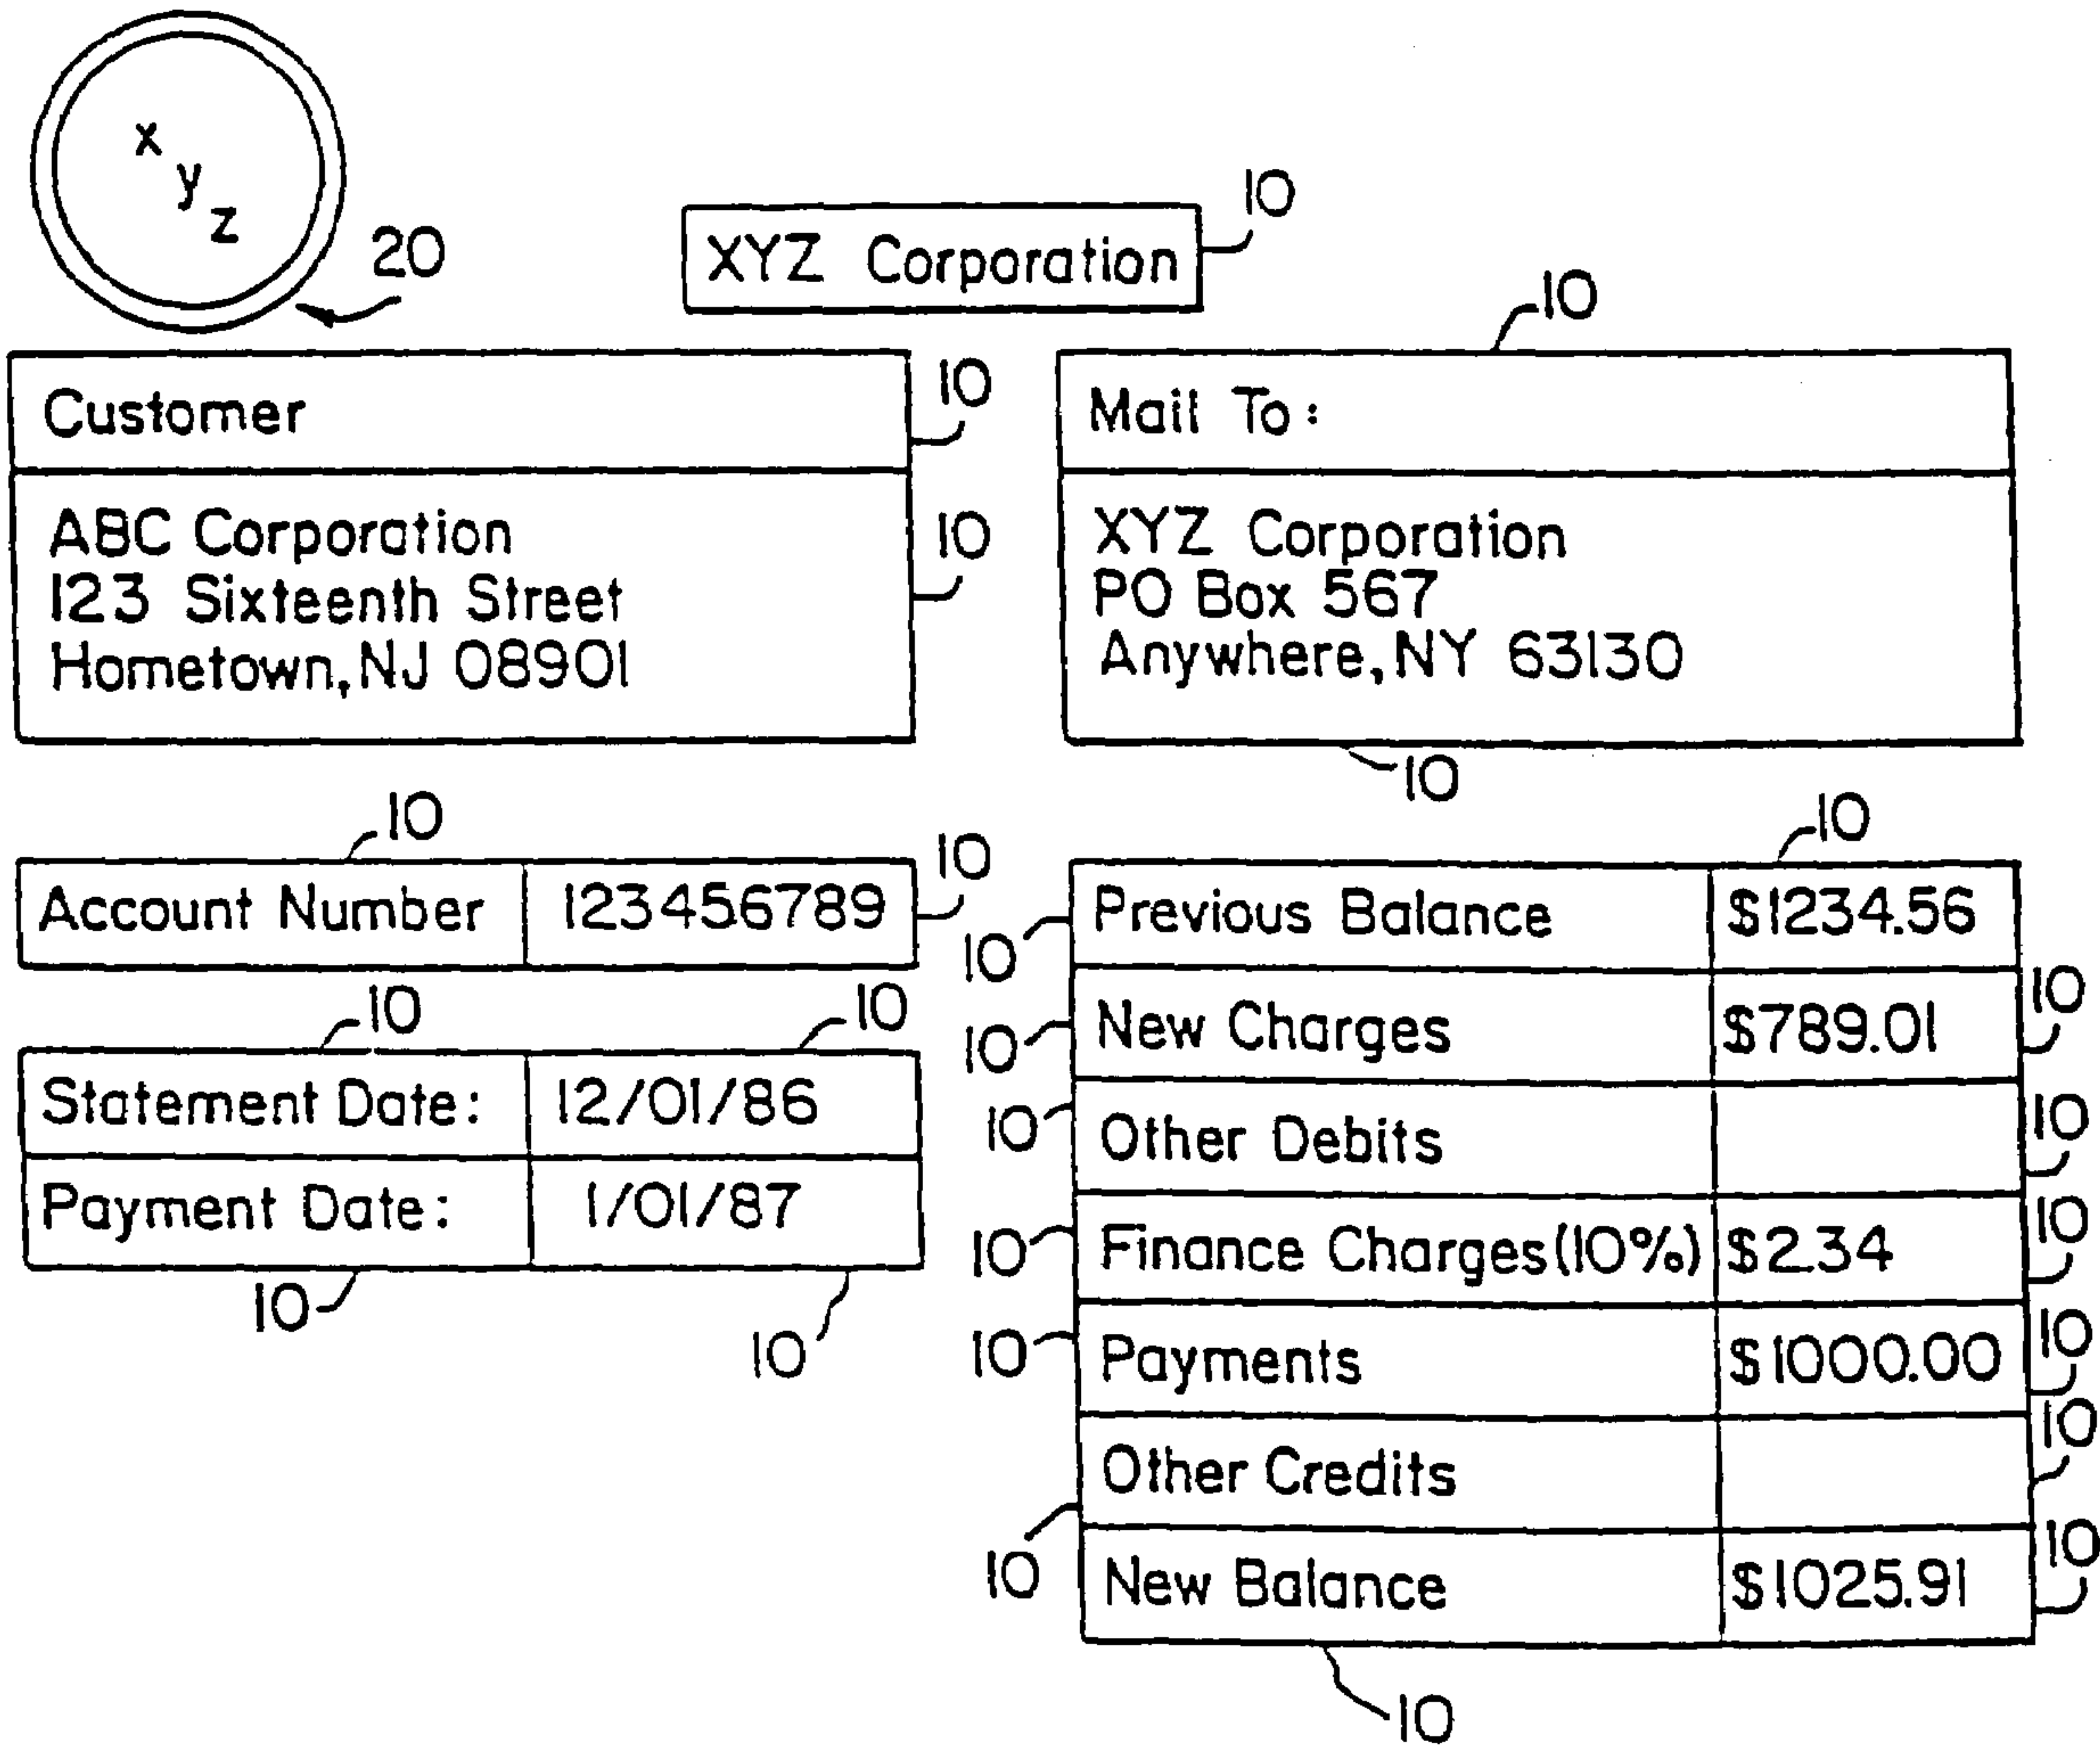 x
y
z
20
XYZ Corporation
10
10
Customer
10
Mail To:
ABC Corporation
123 Sixteenth Street
Hometown, NJ 08901
10
XYZ Corporation
PO Box 567
Anywhere, NY 63130
10
10
10
10
Account Number 123456789
10
Previous Balance $1234.56
10
10
10
10
New Charges $789.01
10
Statement Date: 12/01/86
10
Other Debits
10
Payment Date: 1/01/87
10
Finance Charges(10%) $2.34
10
10
10
10
Payments $1000.00
10
Other Credits
10
10
New Balance $1025.91
10
10